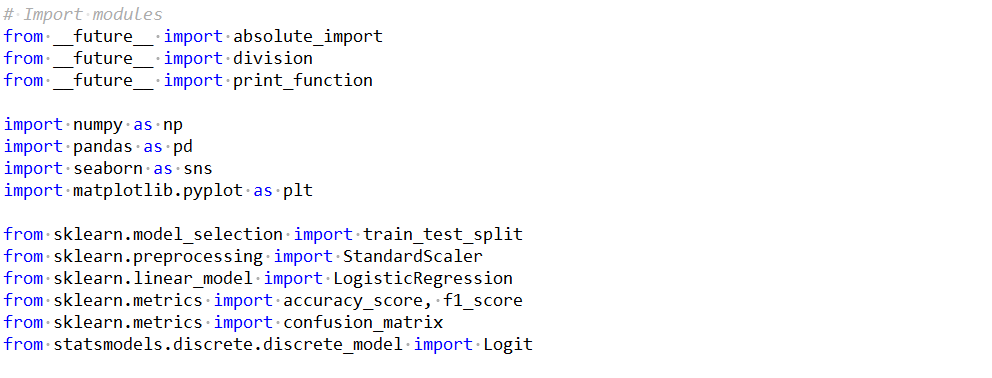 # Import modules
from __future__ import absolute_import
from __future__ import division
from __future__ import print_function
import numpy as np
import pandas as pd
import seaborn as sns
import matplotlib.pyplot as plt
from sklearn.model_selection import train_test_split
from sklearn.preprocessing import StandardScaler
from sklearn.linear_model import LogisticRegression
from sklearn.metrics import accuracy_score, f1_score
from sklearn.metrics import confusion_matrix
from statsmodels.discrete.discrete_model import Logit